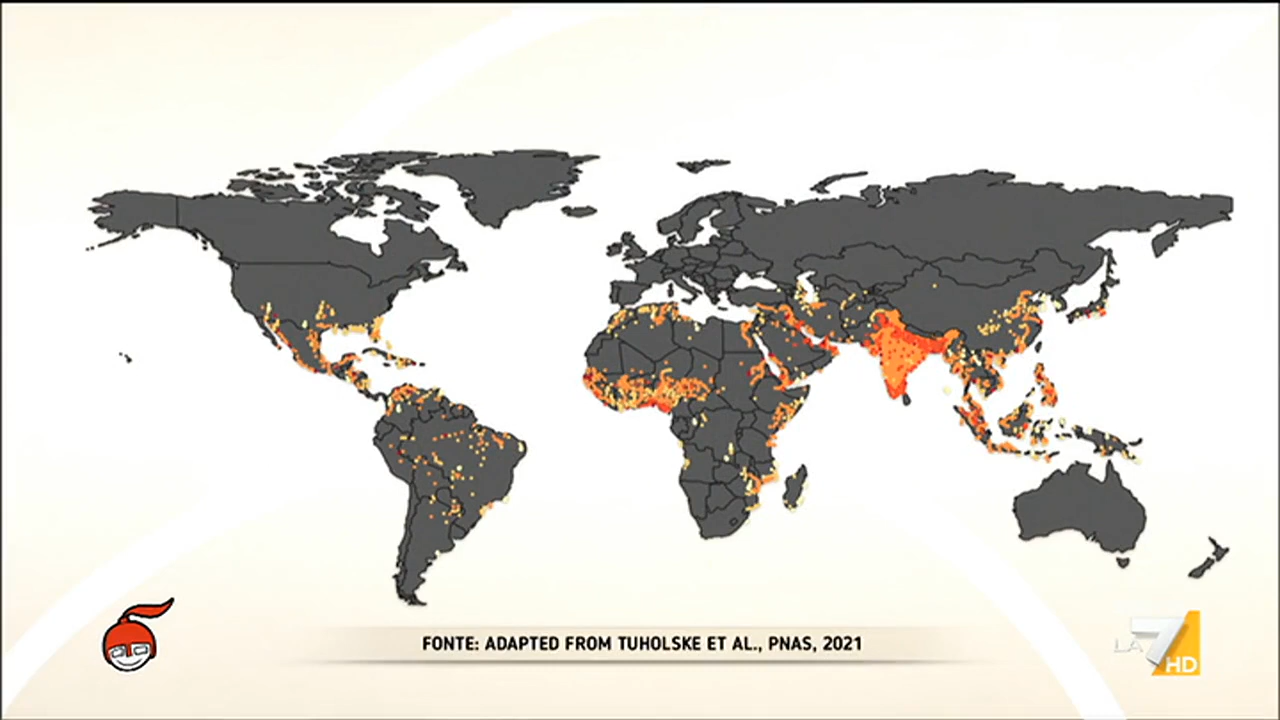 FONTE: ADAPTED FROM TUHOLSKE ET AL., PNAS, 2021
LA7
HD